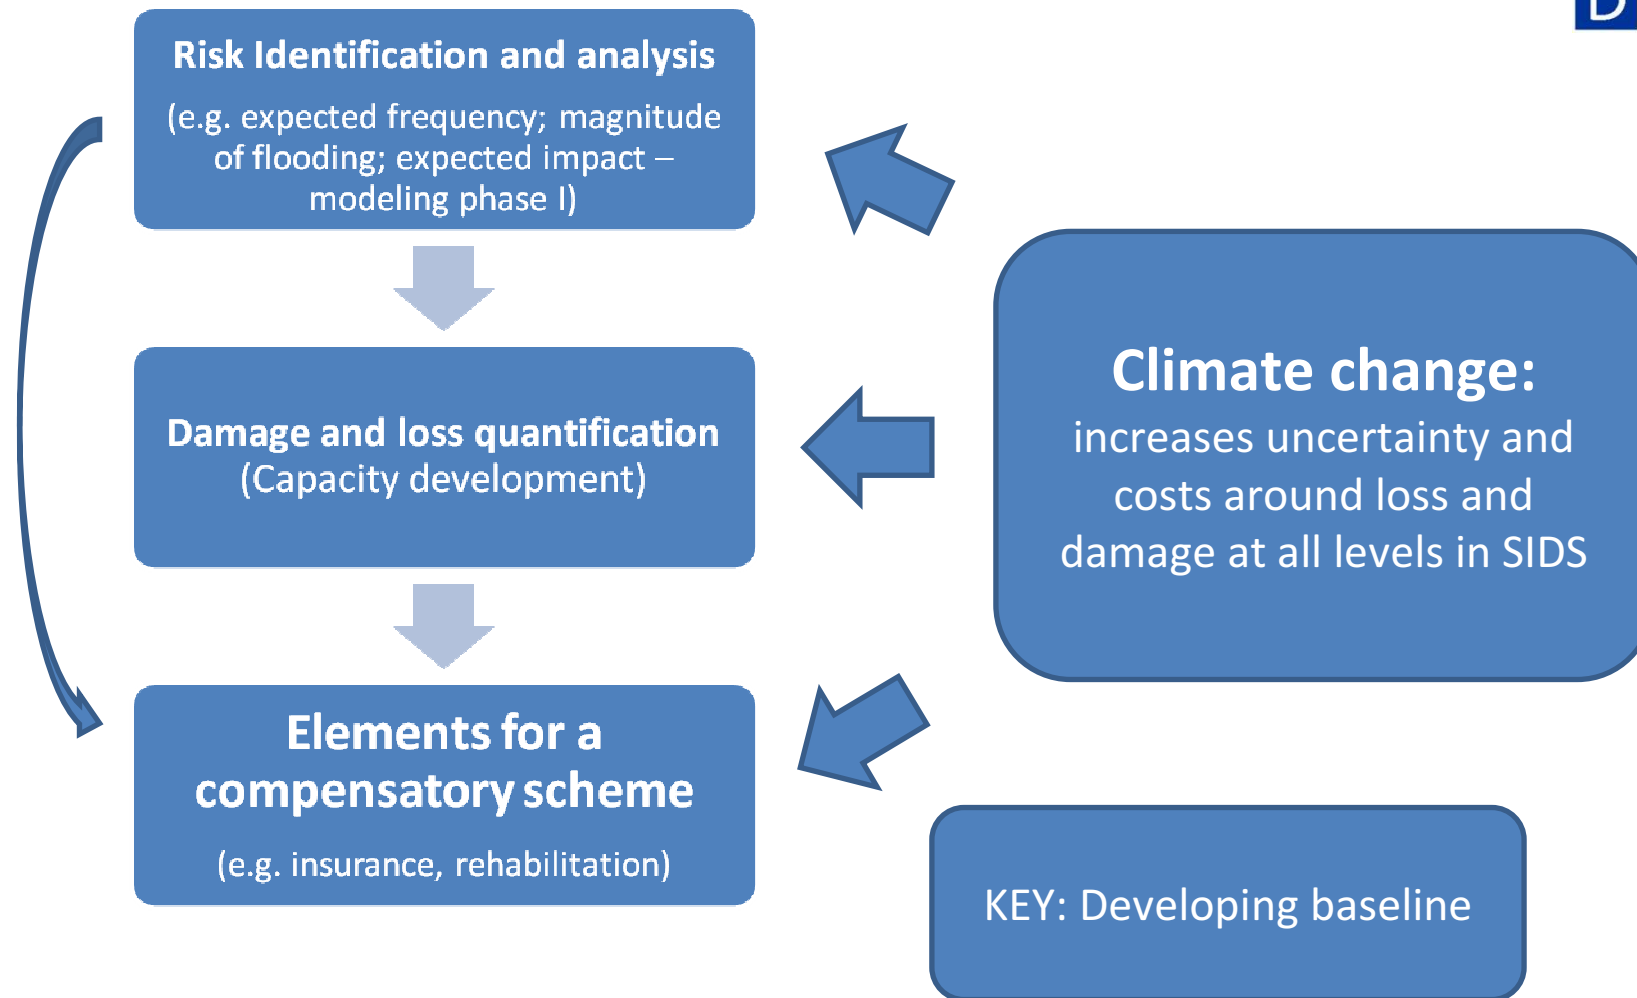 Risk Identification and analysis
(e.g. expected frequency; magnitude
of flooding; expected impact –
modeling phase I)
Damage and loss quantification
(Capacity development)
Elements for a
compensatory scheme
(e.g. insurance, rehabilitation)
Climate change:
increases uncertainty and
costs around loss and
damage at all levels in SIDS
KEY: Developing baseline